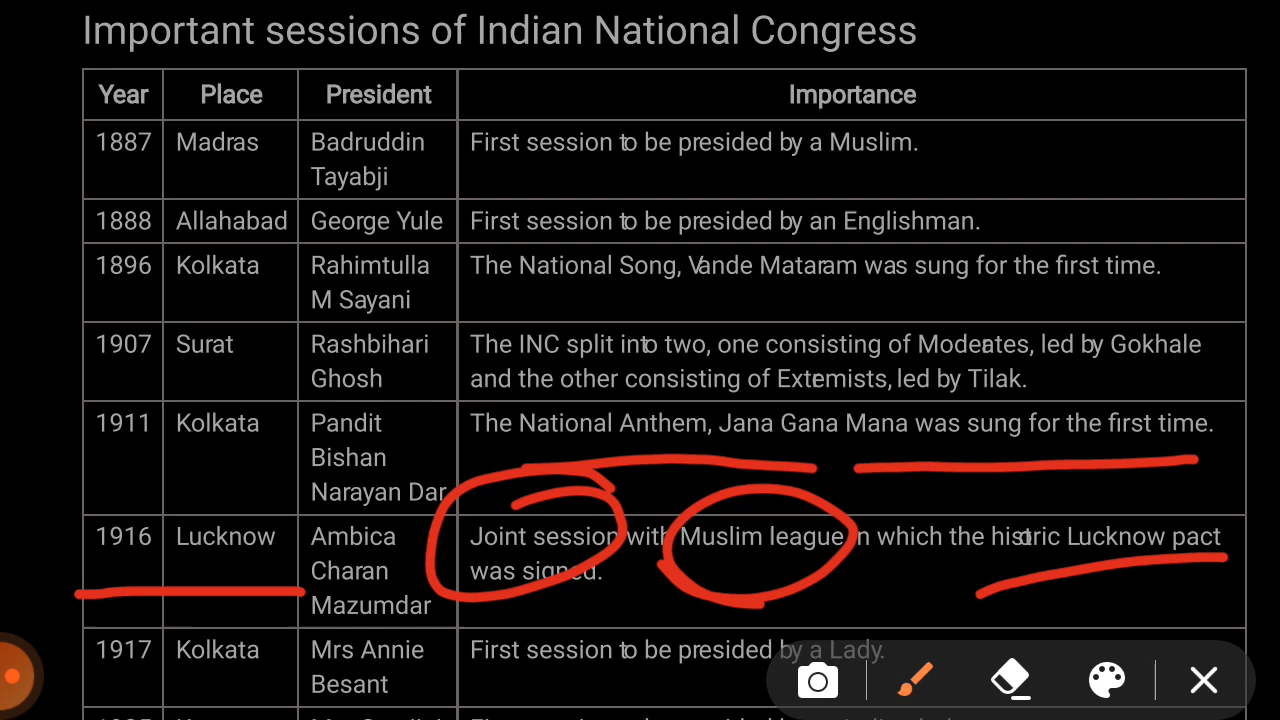 Important sessions of Indian National Congress
Year Place President Importance
1887 Madras Badruddin First session to be presided by a Muslim.
Tayabji
1888 Allahabad George Yule First session to be presided by an Englishman.
1896 Kolkata Rahimtulla The National Song, Vande Mataram was sung for the first time.
M Sayani
1907 Surat Rashbihari The INC split into two, one consisting of Moderates, led by Gokhale
Ghosh and the other consisting of Extremists, led by Tilak.
1911 Kolkata Pandit The National Anthem, Jana Gana Mana was sung for the first time.
Bishan
Narayan Dar
1916 Lucknow Ambica Joint session with Muslim league in which the historic Lucknow pact
Charan was signed.
Mazumdar
1917 Kolkata Mrs Annie First session to be presided by a Lady.
Besant